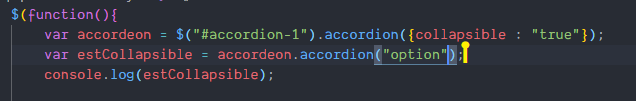 $(function(){
var accordeon = $("#accordion-1").accordion({collapsible : "true"});
var estCollapsible = accordeon.accordion("option");
console.log(estCollapsible);